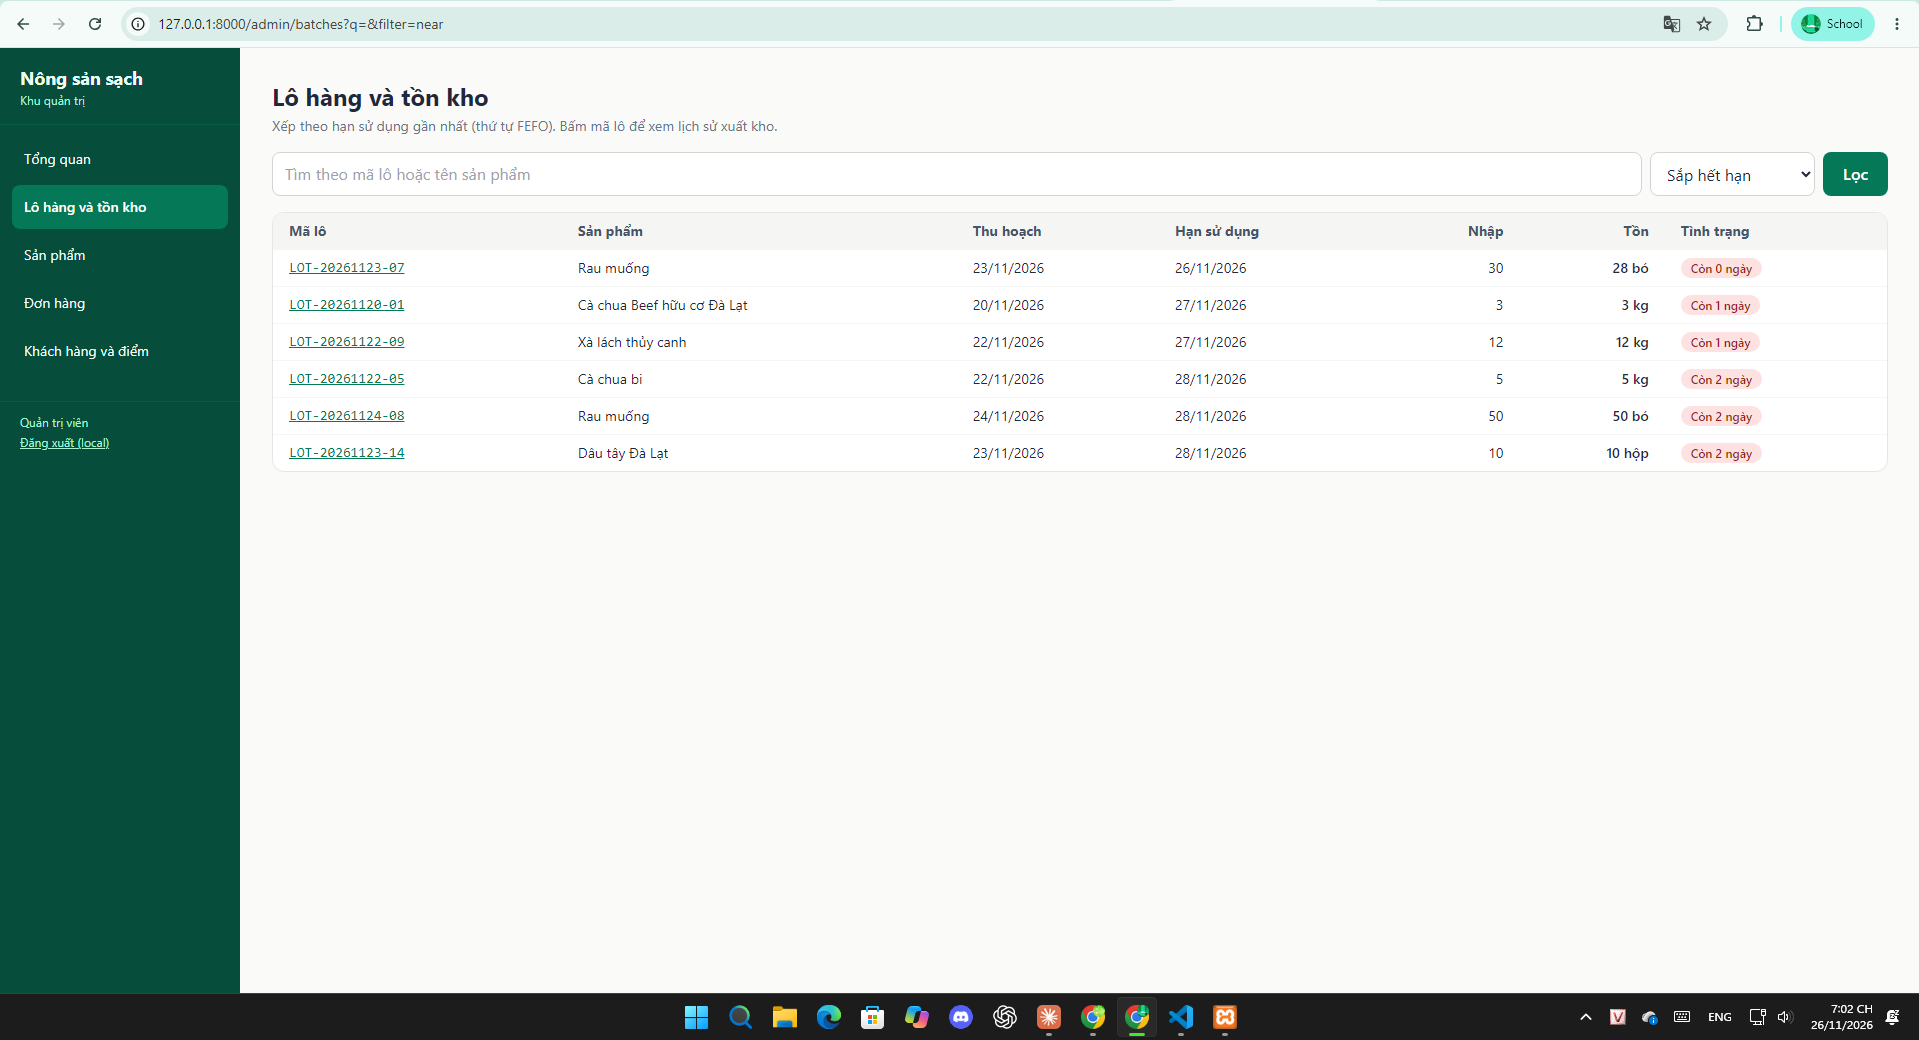 127.0.0.1:8000/admin/batches?q=&filter=near
School
Nông sản sạch
Khu quản trị
Tổng quan
Lô hàng và tồn kho
Sản phẩm
Đơn hàng
Khách hàng và điểm
Quản trị viên
Đăng xuất (local)
Lô hàng và tồn kho
Xếp theo hạn sử dụng gần nhất (thứ tự FEFO). Bấm mã lô để xem lịch sử xuất kho.
Tìm theo mã lô hoặc tên sản phẩm
Sắp hết hạn
Lọc
Mã lô Sản phẩm Thu hoạch Hạn sử dụng Nhập Tồn Tình trạng
LOT-20261123-07 Rau muống 23/11/2026 26/11/2026 30 28 bó Còn 0 ngày
LOT-20261120-01 Cà chua Beef hữu cơ Đà Lạt 20/11/2026 27/11/2026 3 3 kg Còn 1 ngày
LOT-20261122-09 Xà lách thủy canh 22/11/2026 27/11/2026 12 12 kg Còn 1 ngày
LOT-20261122-05 Cà chua bi 22/11/2026 28/11/2026 5 5 kg Còn 2 ngày
LOT-20261124-08 Rau muống 24/11/2026 28/11/2026 50 50 bó Còn 2 ngày
LOT-20261123-14 Dâu tây Đà Lạt 23/11/2026 28/11/2026 10 10 hộp Còn 2 ngày
ENG
7:02 CH
26/11/2026